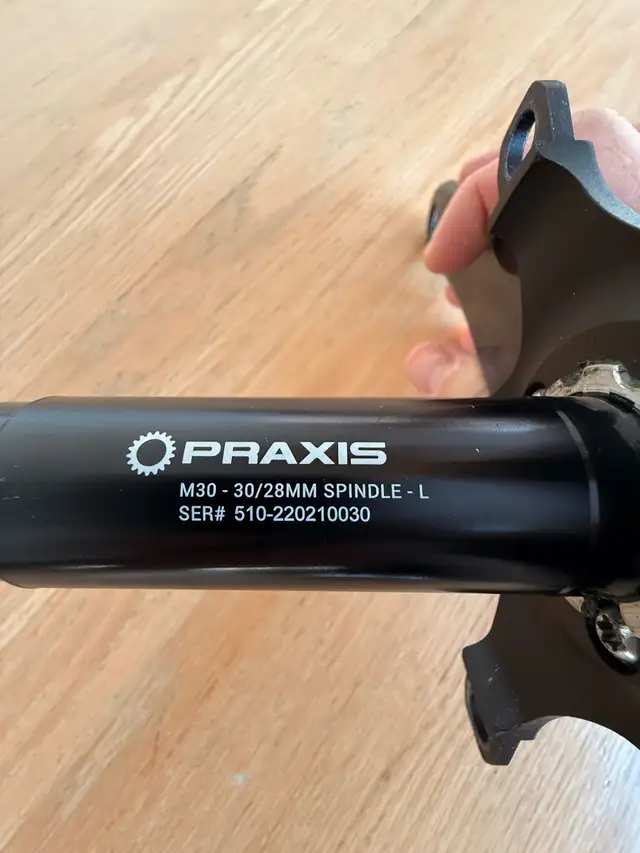 PRAXIS
M30 - 30/28MM SPINDLE - L
SER# 510-220210030